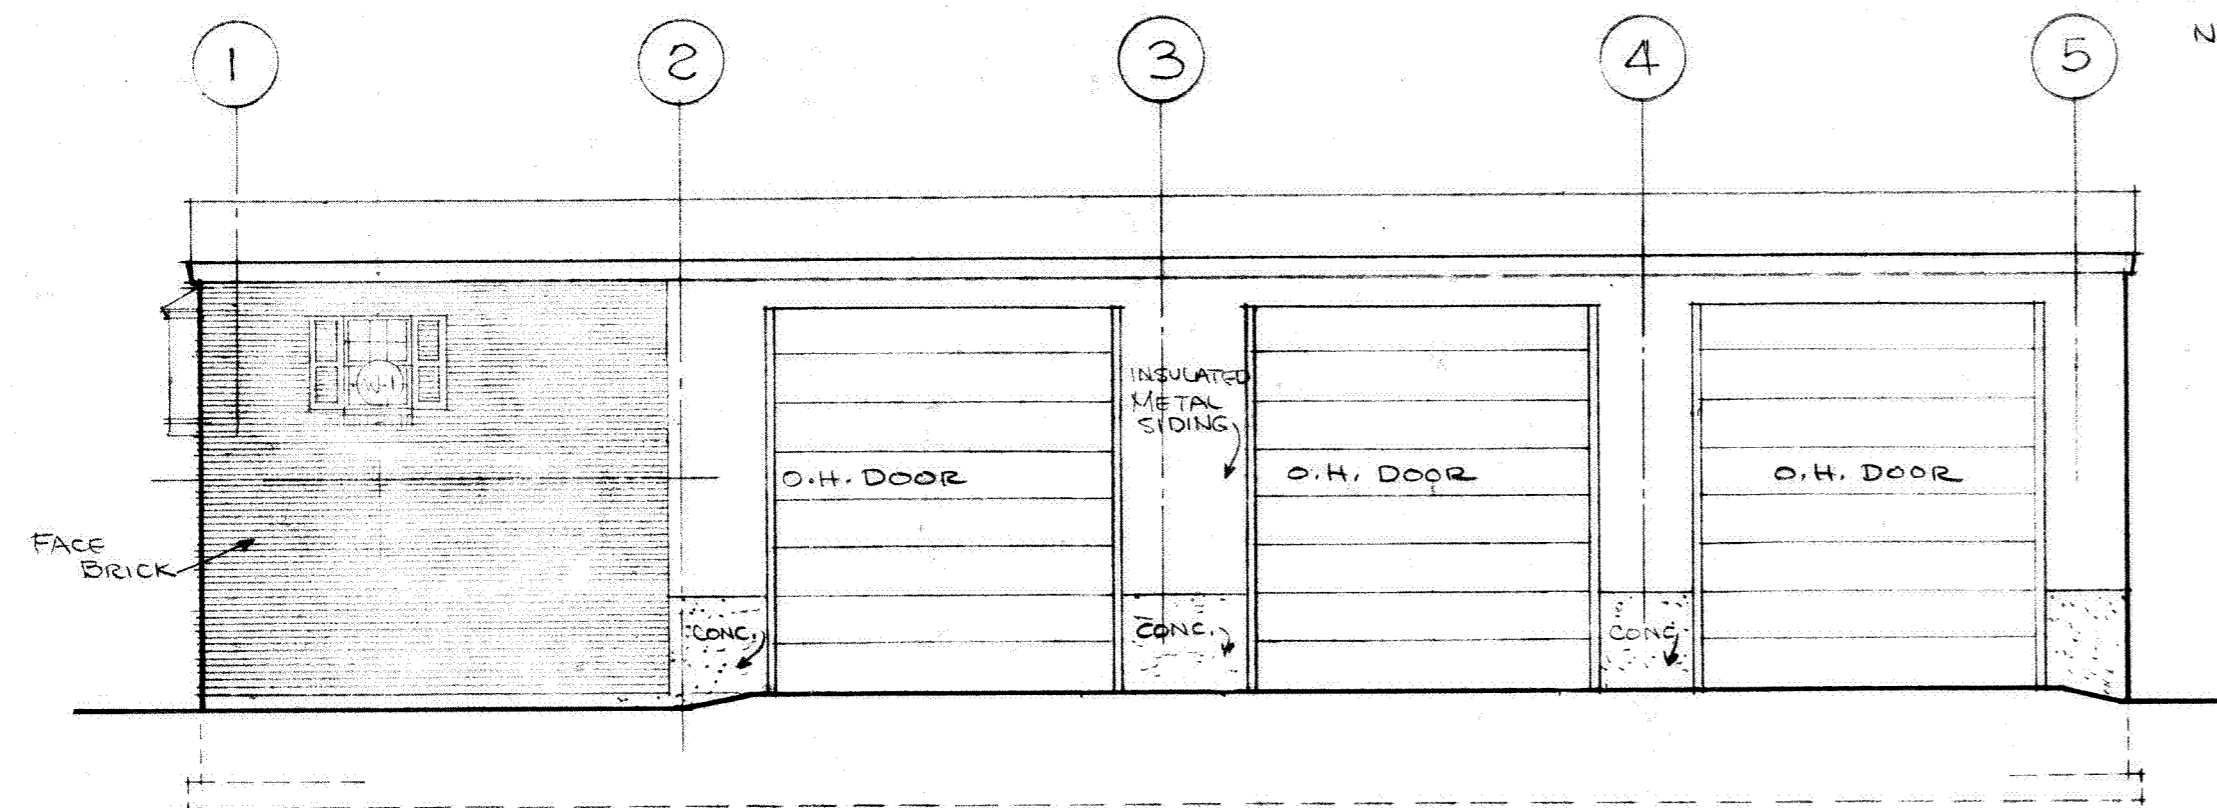 1
2
3
4
5
N
INSULATED
METAL
SIDING
O.H. DOOR
O.H. DOOR
O.H. DOOR
FACE
BRICK
CONC.
CONC.
CONC
W-1